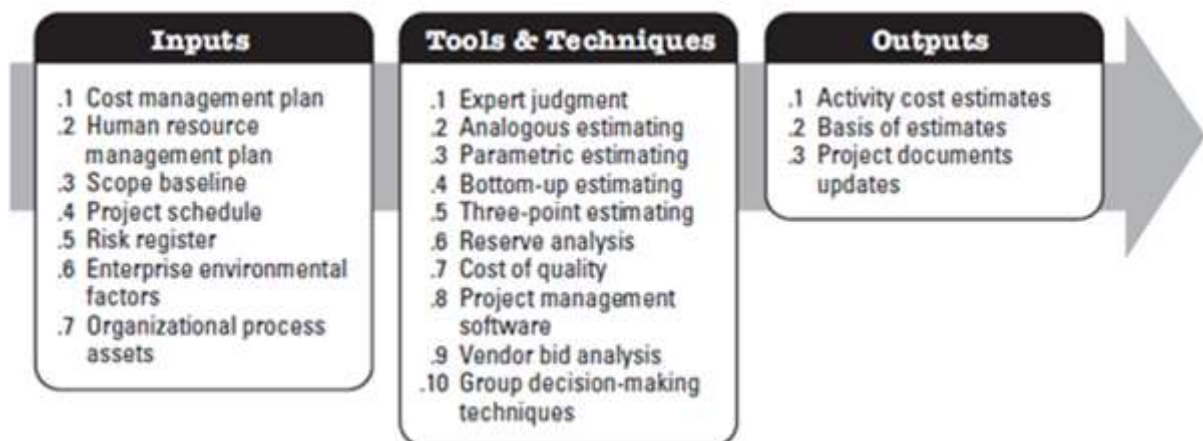 Inputs
.1 Cost management plan
.2 Human resource
management plan
.3 Scope baseline
.4 Project schedule
.5 Risk register
.6 Enterprise environmental
factors
.7 Organizational process
assets
Tools & Techniques
.1 Expert judgment
.2 Analogous estimating
.3 Parametric estimating
.4 Bottom-up estimating
.5 Three-point estimating
.6 Reserve analysis
.7 Cost of quality
.8 Project management
software
.9 Vendor bid analysis
.10 Group decision-making
techniques
Outputs
.1 Activity cost estimates
.2 Basis of estimates
.3 Project documents
updates